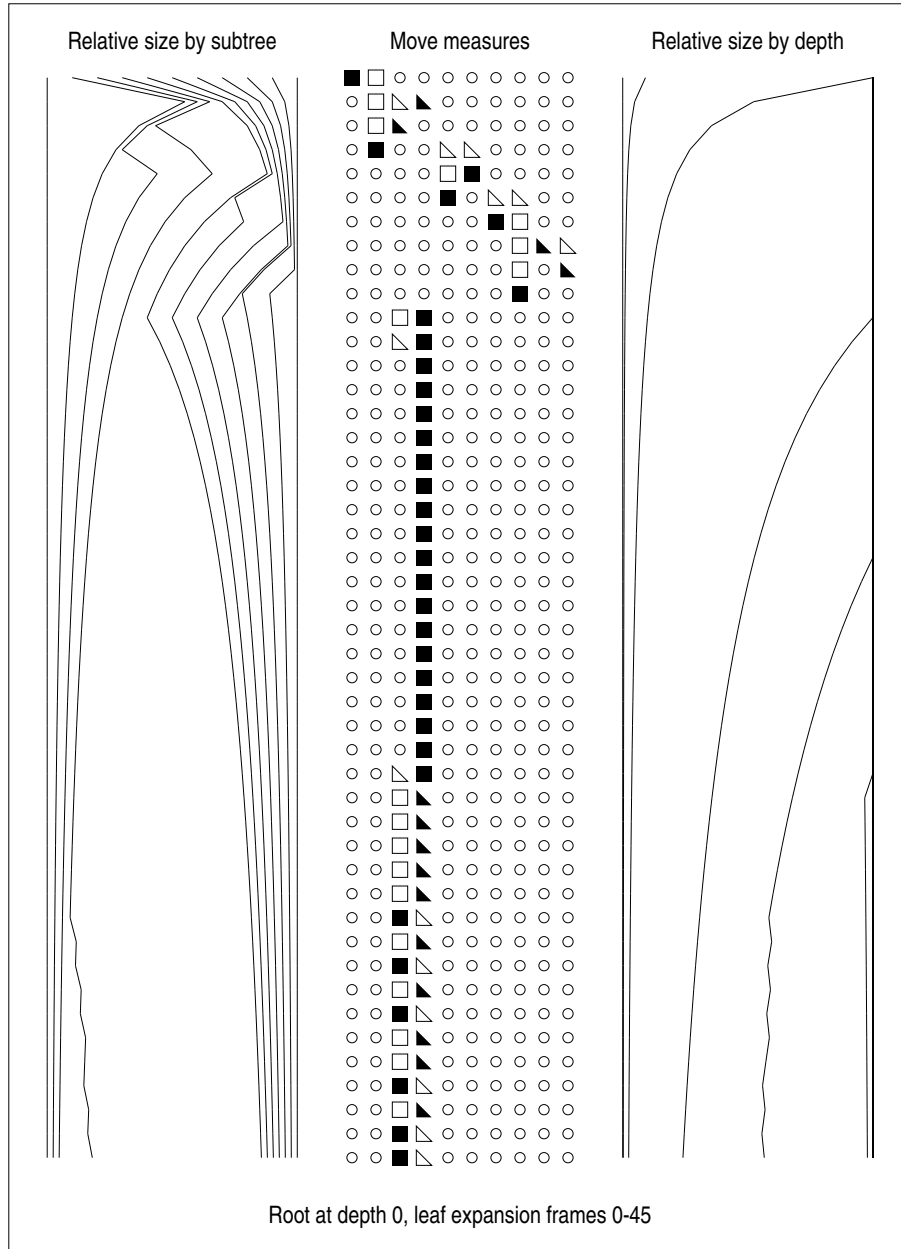 Relative size by subtree
Move measures
Relative size by depth
Root at depth 0, leaf expansion frames 0-45